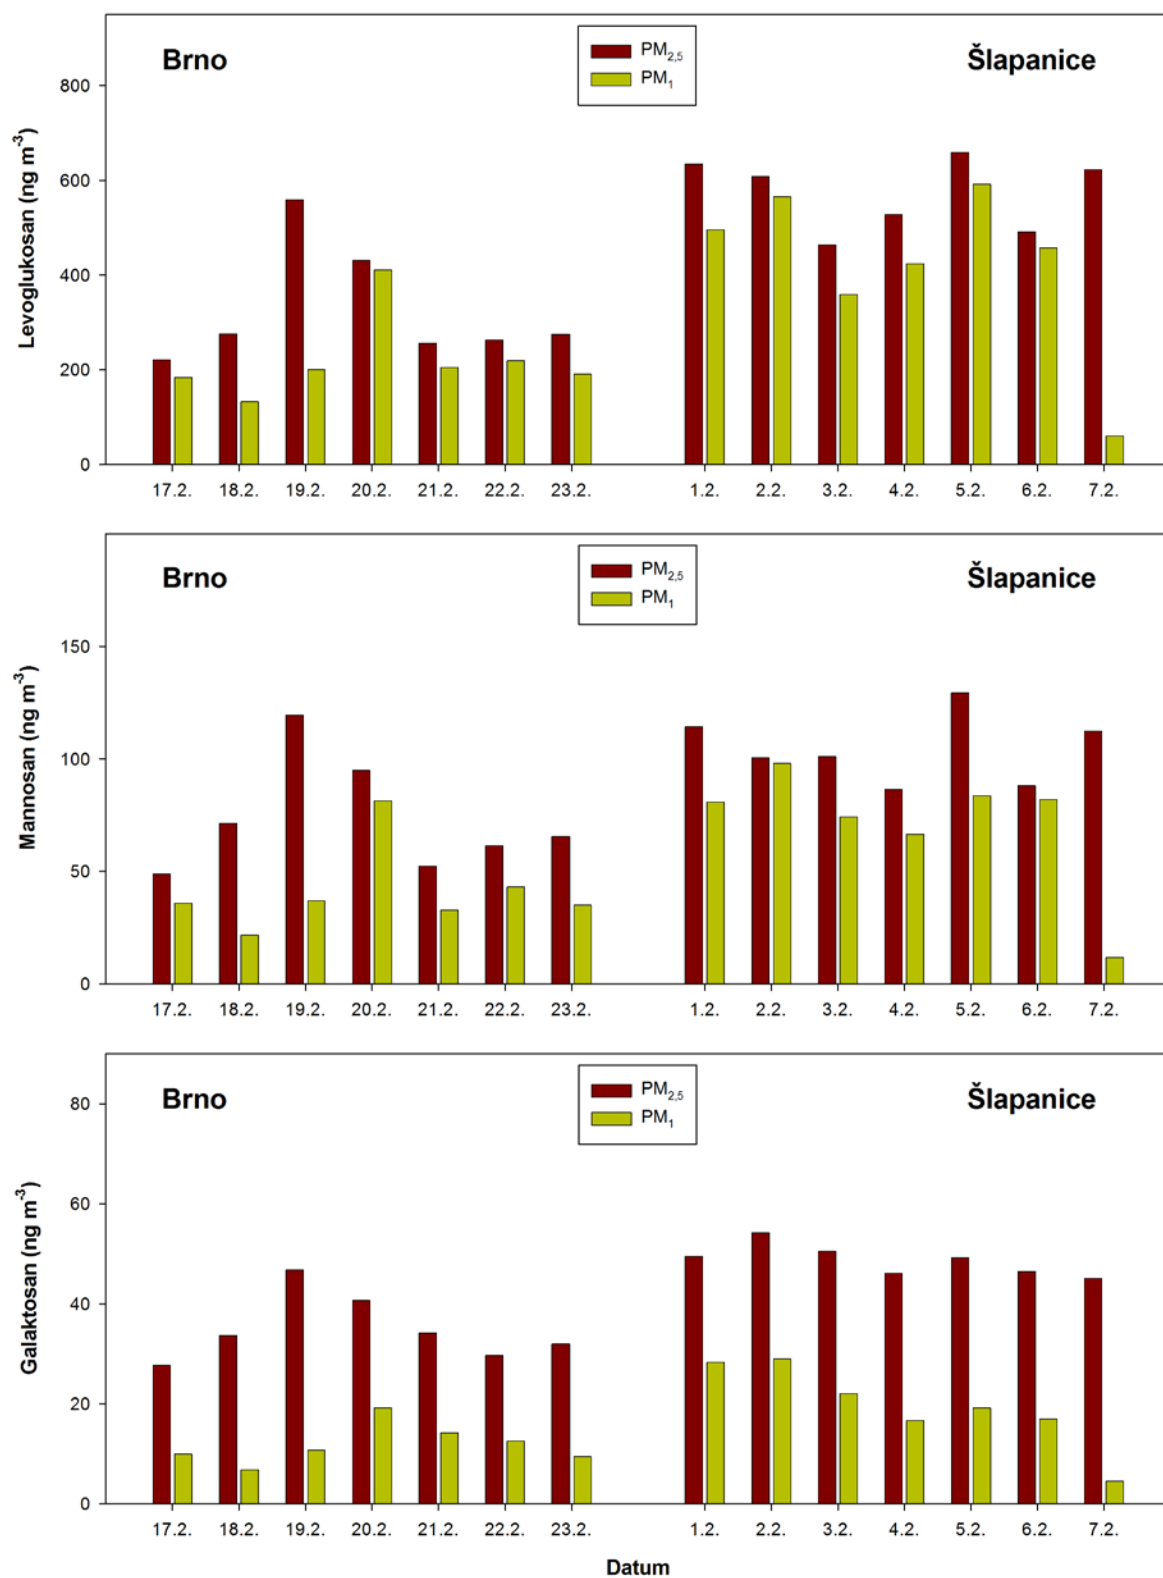 Brno
PM2,5
PM1
Šlapanice
Levoglukosan (ng m-3)
800
600
400
200
0
17.2. 18.2. 19.2. 20.2. 21.2. 22.2. 23.2. 1.2. 2.2. 3.2. 4.2. 5.2. 6.2. 7.2.
Brno
PM2,5
PM1
Šlapanice
Mannosan (ng m-3)
150
100
50
0
17.2. 18.2. 19.2. 20.2. 21.2. 22.2. 23.2. 1.2. 2.2. 3.2. 4.2. 5.2. 6.2. 7.2.
Brno
PM2,5
PM1
Šlapanice
Galaktosan (ng m-3)
80
60
40
20
0
17.2. 18.2. 19.2. 20.2. 21.2. 22.2. 23.2. 1.2. 2.2. 3.2. 4.2. 5.2. 6.2. 7.2.
Datum